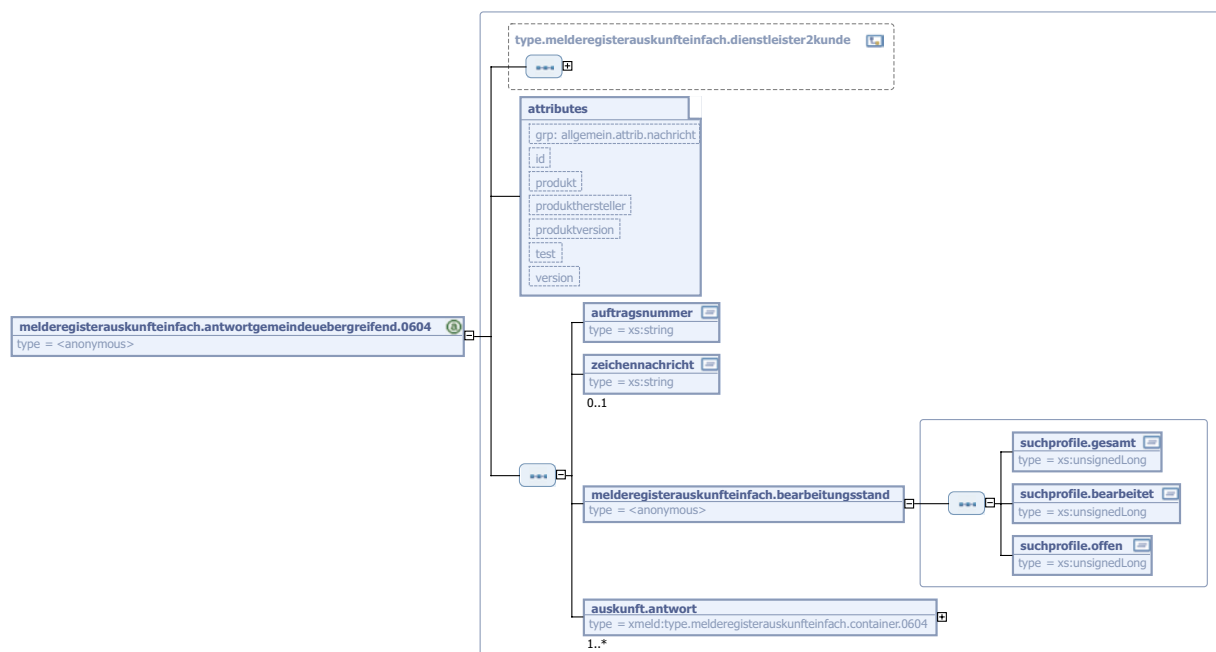 type.melderegisterauskunfteinfach.dienstleister2kunde
attributes
grp: allgemein.attrib.nachricht
id
produkt
produkthersteller
produktversion
test
version
melderegisterauskunfteinfach.antwortgemeindeuebergreifend.0604
a
type = <anonymous>
auftragsnummer
type = xs:string
zeichennachricht
type = xs:string
0..1
melderegisterauskunfteinfach.bearbeitungsstand
type = <anonymous>
suchprofile.gesamt
type = xs:unsignedLong
suchprofile.bearbeitet
type = xs:unsignedLong
suchprofile.offen
type = xs:unsignedLong
auskunft.antwort
type = xmeld:type.melderegisterauskunfteinfach.container.0604
1..*